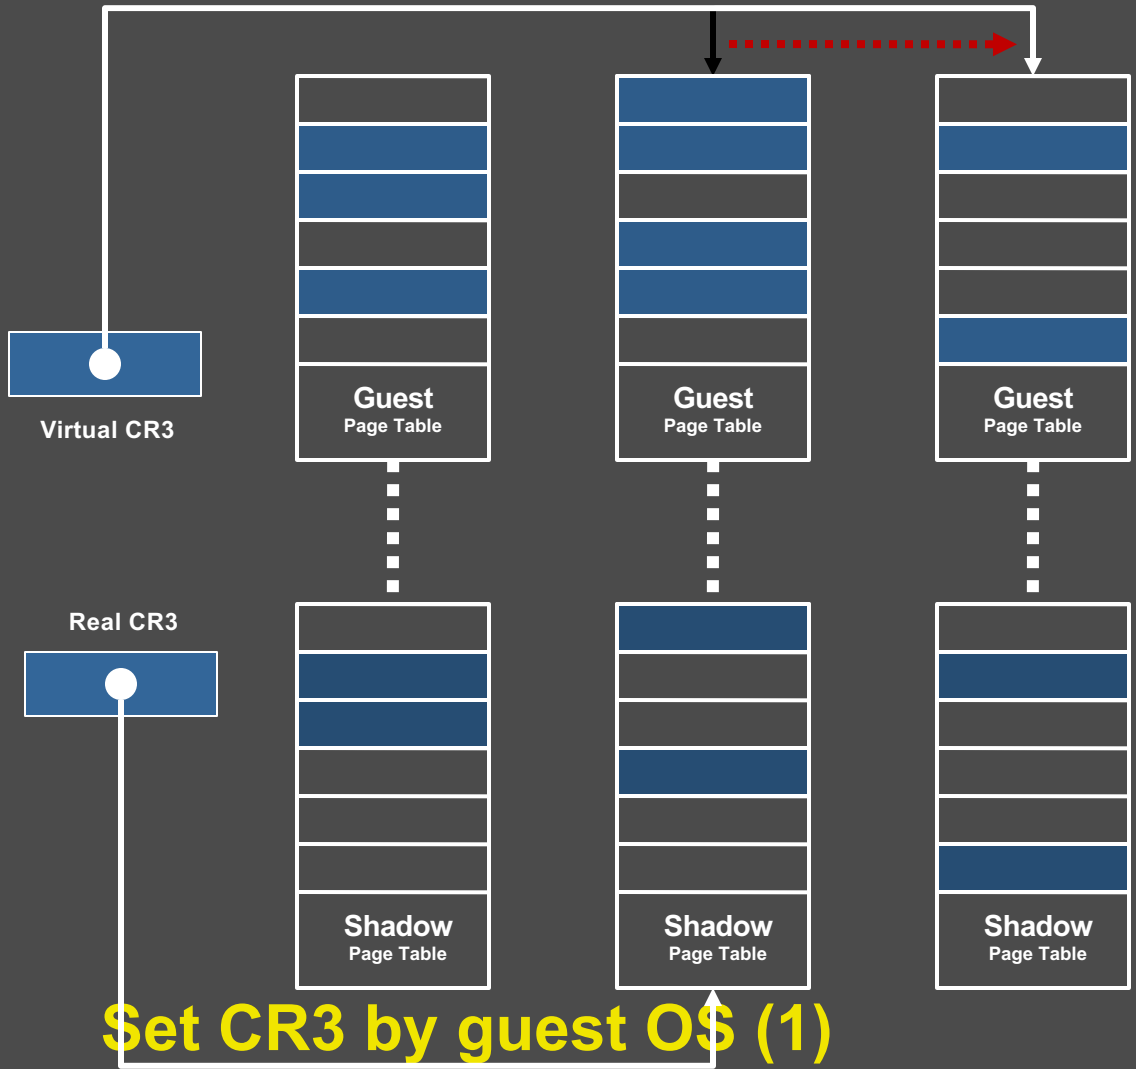 Guest
Page Table
Guest
Page Table
Guest
Page Table
Virtual CR3
Real CR3
Shadow
Page Table
Shadow
Page Table
Shadow
Page Table
Set CR3 by guest OS (1)